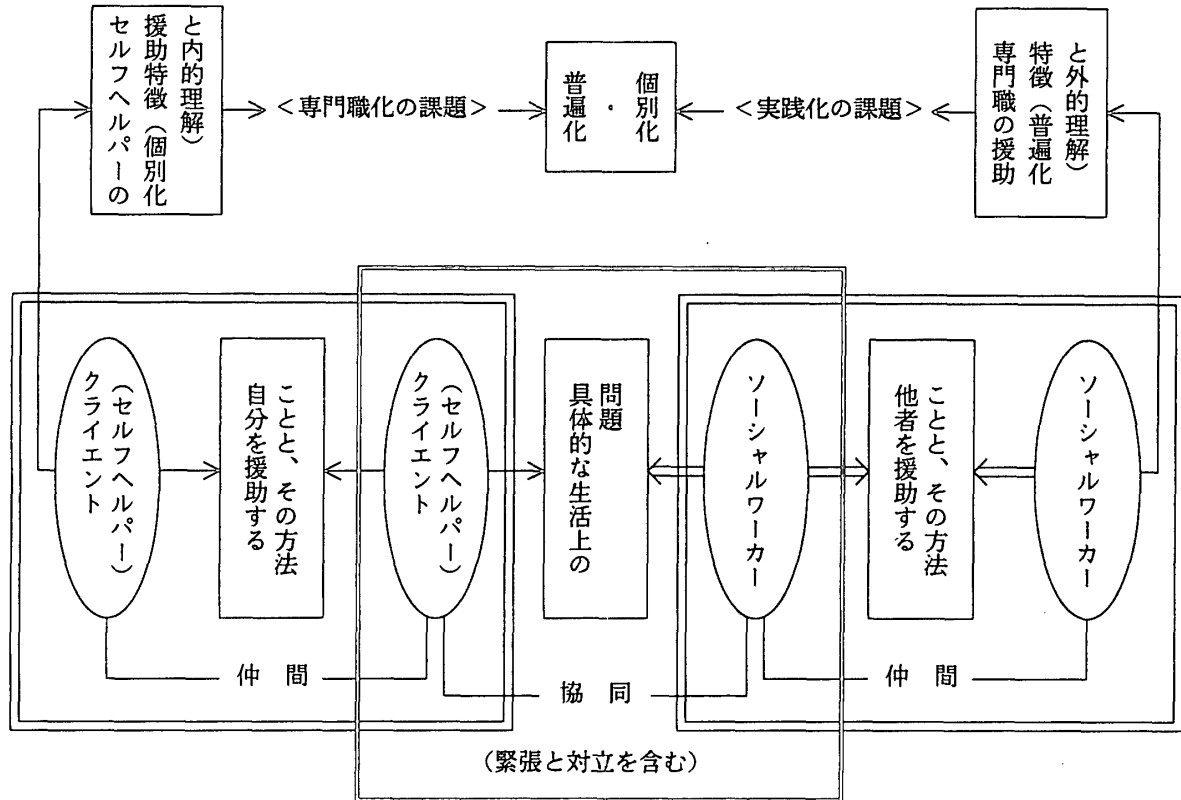 セルフヘルパーの
援助特徴（個別化
と内的理解）
＜専門職化の課題＞
個別化
・
普遍化
＜実践化の課題＞
専門職の援助
特徴（普遍化
と外的理解）
クライエント
（セルフヘルパー）
自分を援助する
ことと、その方法
クライエント
（セルフヘルパー）
具体的な生活上の
問題
ソーシャルワーカー
他者を援助する
ことと、その方法
ソーシャルワーカー
仲　間
協　同
仲　間
（緊張と対立を含む）